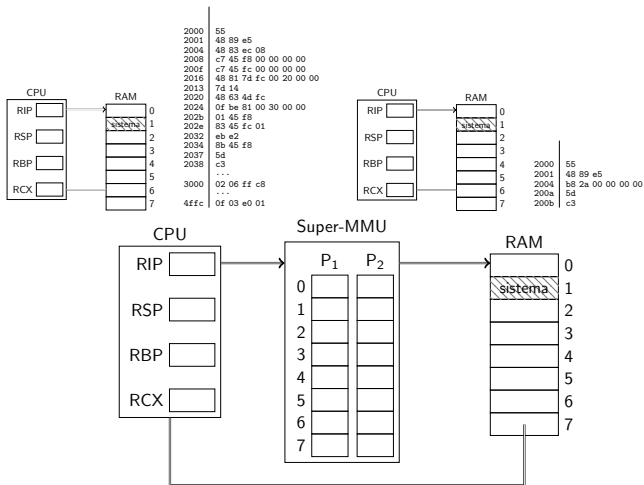 CPU
RIP
RSP
RBP
RCX
RAM
0
sistema 1
2
3
4
5
6
7
2000 55
2001 48 89 e5
2004 48 83 ec 08
2008 c7 45 f8 00 00 00 00
200f c7 45 fc 00 00 00 00
2016 48 81 7d fc 00 20 00 00
2013 7d 14
2020 48 63 4d fc
2024 0f be 81 00 30 00 00
202b 01 45 f8
202e 83 45 fc 01
2032 eb e2
2034 8b 45 f8
2037 5d
2038 c3
...
3000 02 06 ff c8
...
4ffc 0f 03 e0 01
CPU
RIP
RSP
RBP
RCX
RAM
0
sistema 1
2
3
4
5
6
7
2000 55
2001 48 89 e5
2004 b8 2a 00 00 00 00
200a 5d
200b c3
CPU
RIP
RSP
RBP
RCX
Super-MMU
P1 P2
0
1
2
3
4
5
6
7
RAM
0
sistema 1
2
3
4
5
6
7